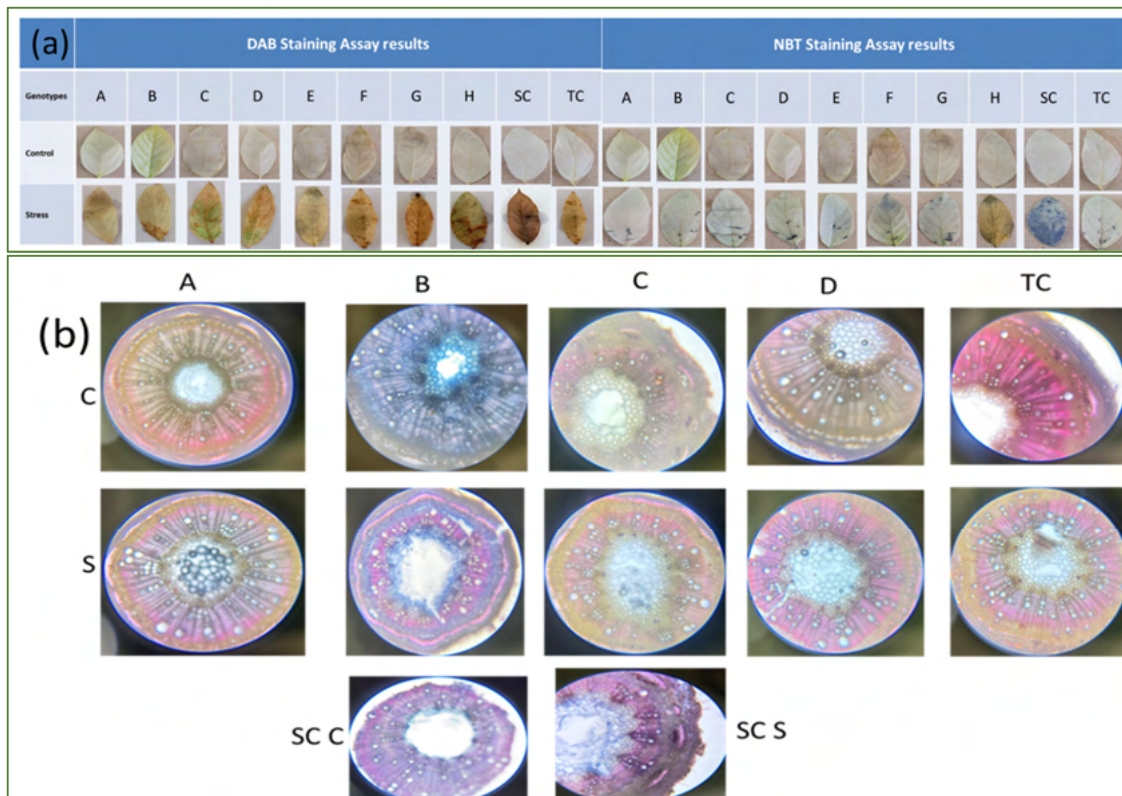 (a)
DAB Staining Assay results NBT Staining Assay results
Genotypes A B C D E F G H SC TC A B C D E F G H SC TC
Control
Stress
(b)
A B C D TC
C
S
SC C SC S